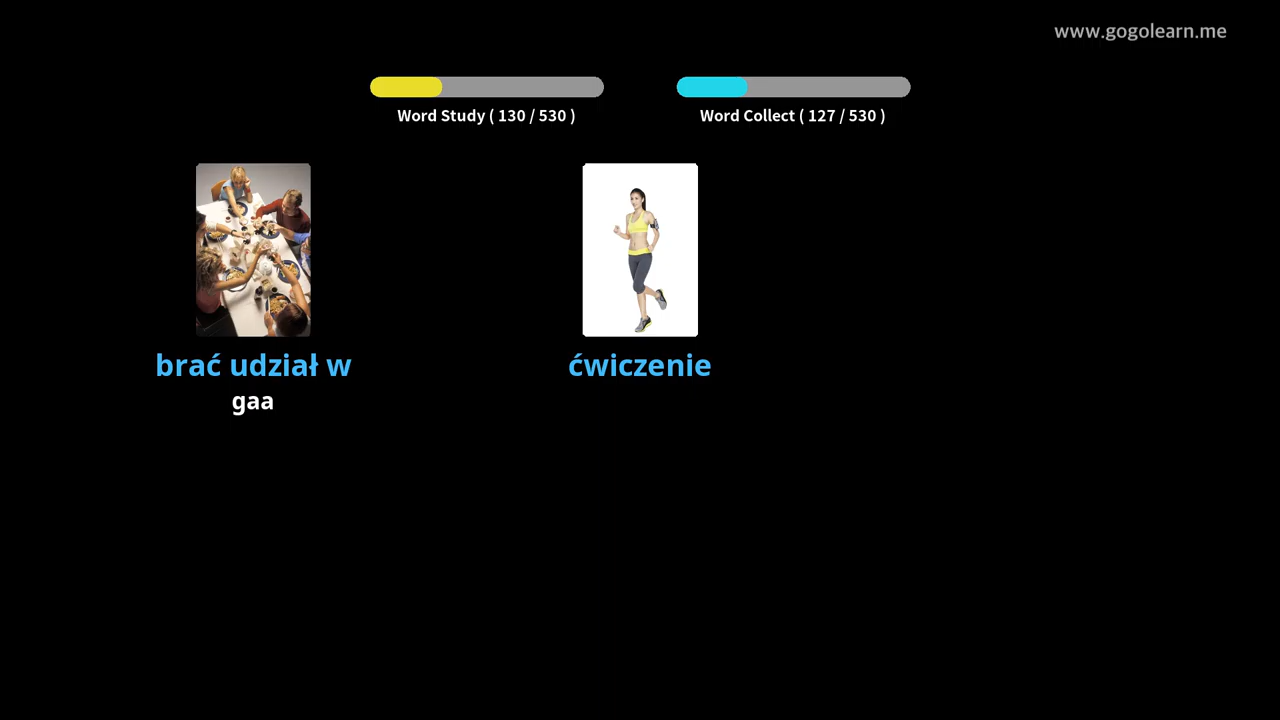 www.gogolearn.me
Word Study ( 130 / 530 )
Word Collect ( 127 / 530 )
brać udział w
gaa
ćwiczenie